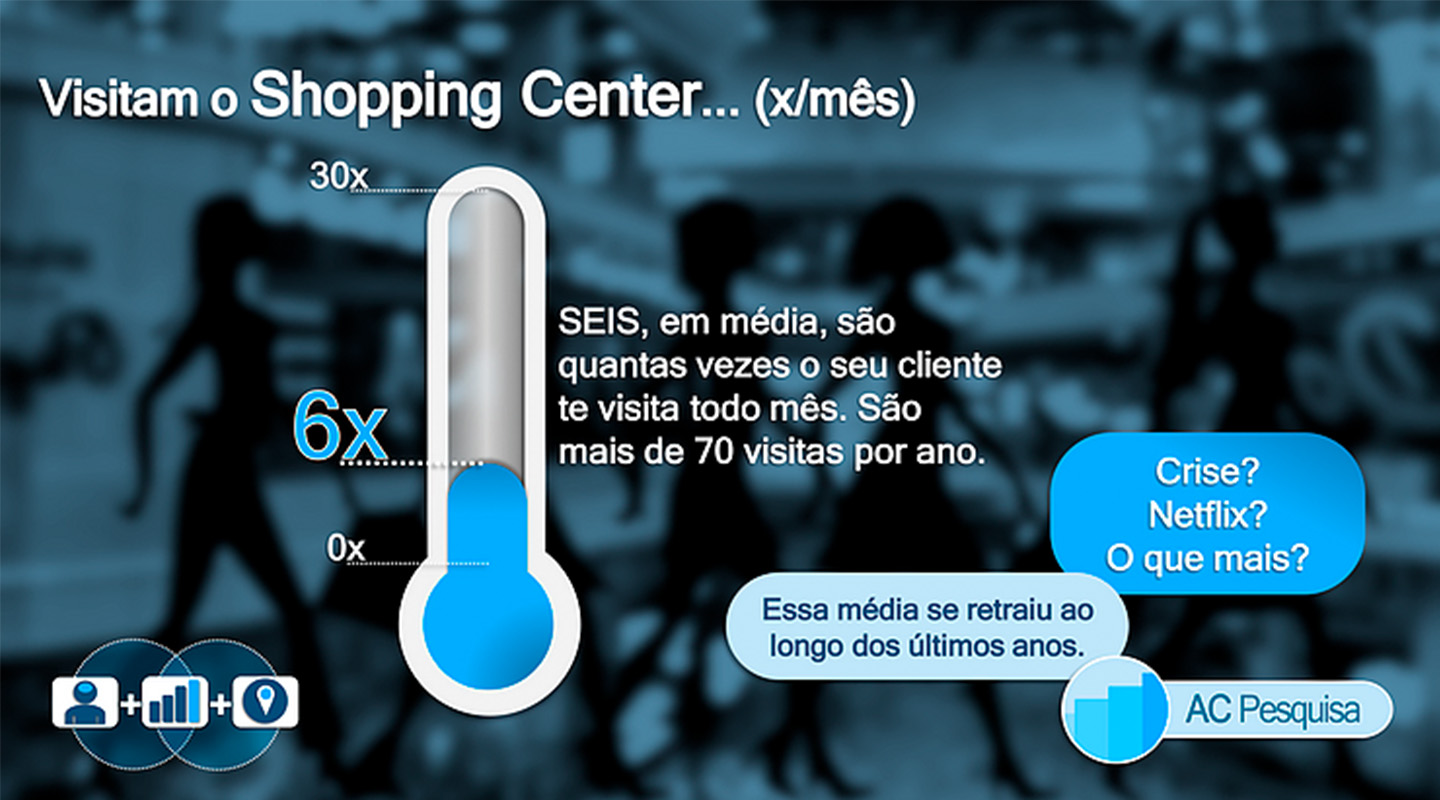 Visitam o Shopping Center... (x/mês)
30x
SEIS, em média, são
quantas vezes o seu cliente
te visita todo mês. São
mais de 70 visitas por ano.
6x
0x
Crise?
Netflix?
O que mais?
Essa média se retraiu ao
longo dos últimos anos.
AC Pesquisa